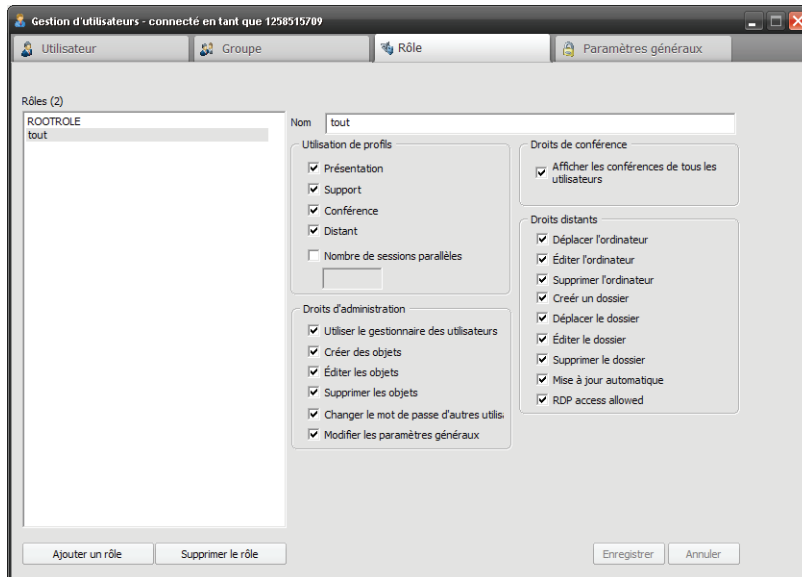 Gestion d'utilisateurs - connecté en tant que 1258515709
Utilisateur
Groupe
Rôle
Paramètres généraux
Rôles (2)
ROOTROLE
tout
Nom
tout
Utilisation de profils
Présentation
Support
Conférence
Distant
Nombre de sessions parallèles
Droits d'administration
Utiliser le gestionnaire des utilisateurs
Créer des objets
Éditer les objets
Supprimer les objets
Changer le mot de passe d'autres utilis
Modifier les paramètres généraux
Droits de conférence
Afficher les conférences de tous les
utilisateurs
Droits distants
Déplacer l'ordinateur
Éditer l'ordinateur
Supprimer l'ordinateur
Creér un dossier
Déplacer le dossier
Éditer le dossier
Supprimer le dossier
Mise à jour automatique
RDP access allowed
Ajouter un rôle
Supprimer le rôle
Enregistrer
Annuler